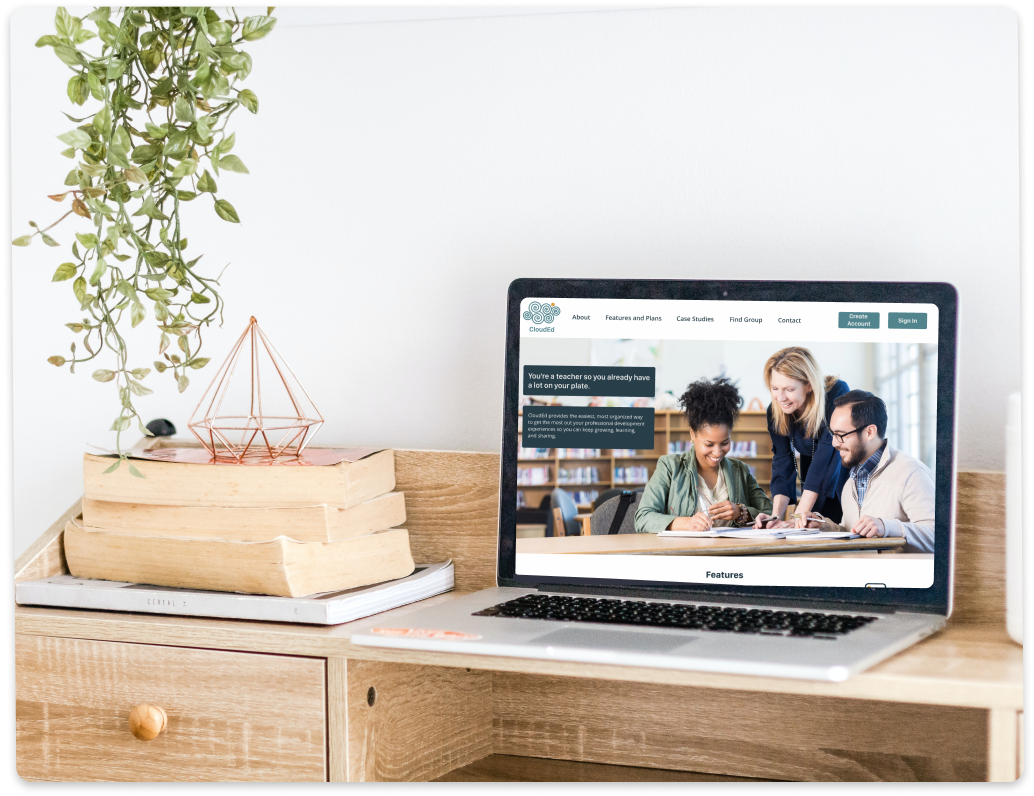 CloudEd
About
Features and Plans
Case Studies
Find Group
Contact
Create
Account
Sign In
You're a teacher so you already have
a lot on your plate.
CloudEd provides the easiest, most organized way
to get the most out your professional development
experiences so you can keep growing, learning,
and sharing.
Features